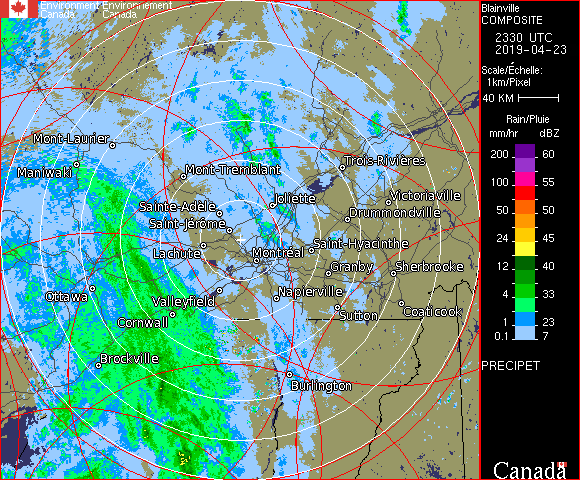 Environment Environnement
Canada Canada
Mont-Laurier
Maniwaki
Mont-Tremblant
Trois-Rivières
Sainte-Adèle
Joliette
Victoriaville
Saint-Jérôme
Drummondville
Lachute
Montréal
Saint-Hyacinthe
Granby
Sherbrooke
Ottawa
Valleyfield
Napierville
Cornwall
Sutton
Coaticook
Brockville
Burlington
Blainville
COMPOSITE
2330 UTC
2019-04-23
Scale/Échelle:
1km/Pixel
40 KM
Rain/Pluie
mm/hr dBZ
200 60
100 55
50 50
24 45
12 40
4 33
1 23
0.1 7
PRECIPET
Canada